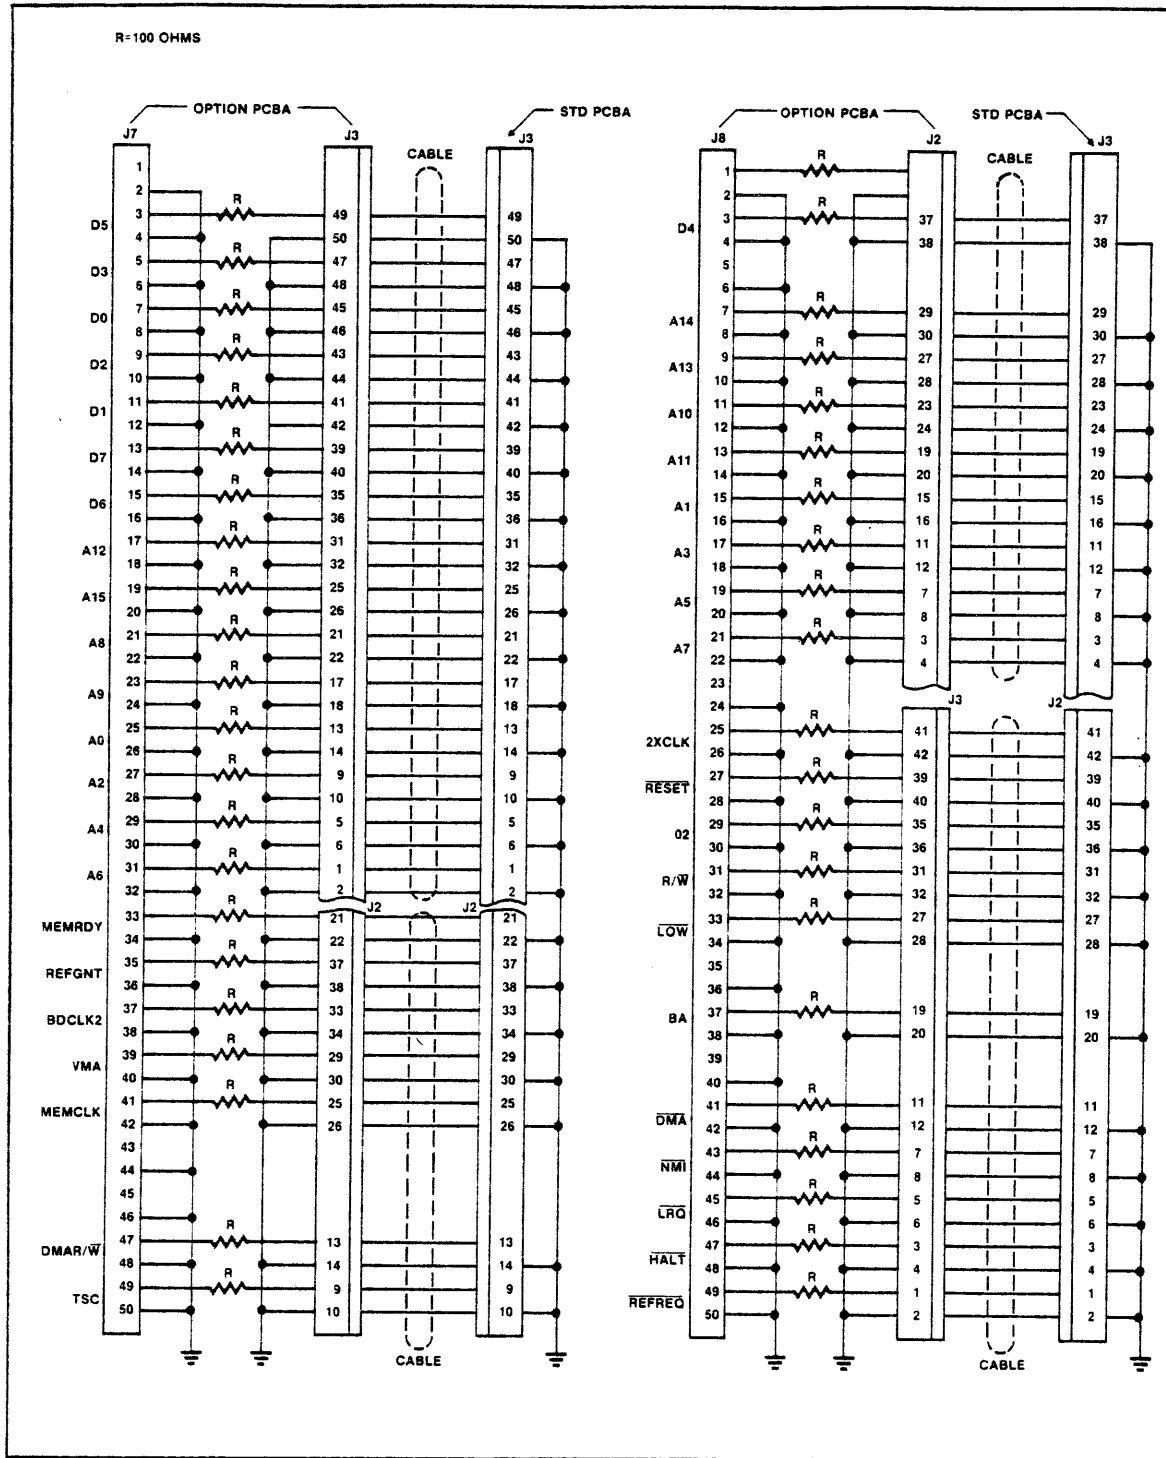 R=100 OHMS
OPTION PCBA
STD PCBA
OPTION PCBA
STD PCBA
J7 J3 J3 J8 J2 J3
CABLE CABLE
1 1 R
2 2
D5 3 R 49 49 D4 3 R 37 37
4 50 50 4 38 38
D3 5 R 47 47 5
6 48 48 6
D0 7 R 45 45 A14 7 R 29 29
8 46 46 8 30 30
D2 9 R 43 43 A13 9 R 27 27
10 44 44 10 28 28
D1 11 R 41 41 A10 11 R 23 23
12 42 42 12 24 24
D7 13 R 39 39 A11 13 R 19 19
14 40 40 14 20 20
D6 15 R 35 35 A1 15 R 15 15
16 36 36 16 16 16
A12 17 R 31 31 A3 17 R 11 11
18 32 32 18 12 12
A15 19 R 25 25 A5 19 R 7 7
20 26 26 20 8 8
A8 21 R 21 21 A7 21 R 3 3
22 22 22 22 4 4
A9 23 R 17 17 23
24 18 18 24 J3 J2
A0 25 R 13 13 2XCLK 25 R 41 41
26 14 14 26 42 42
A2 27 R 9 9 RESET 27 R 39 39
28 10 10 28 40 40
A4 29 R 5 5 02 29 R 35 35
30 6 6 30 36 36
A6 31 R 1 1 R/W 31 R 31 31
32 2 2 32 32 32
J2 J2
MEMRDY 33 R 21 21 LOW 33 R 27 27
34 22 22 34 28 28
REFGNT 35 R 37 37 35
36 38 38 36
BDCLK2 37 R 33 33 BA 37 R 19 19
38 34 34 38 20 20
VMA 39 R 29 29 39
40 30 30 40
MEMCLK 41 R 25 25 DMA 41 R 11 11
42 26 26 42 12 12
43 NMI 43 R 7 7
44 44 8 8
45 LRQ 45 R 5 5
46 46 6 6
DMAR/W 47 R 13 13 HALT 47 R 3 3
48 14 14 48 4 4
TSC 49 R 9 9 REFREQ 49 R 1 1
50 10 10 50 2 2
CABLE CABLE